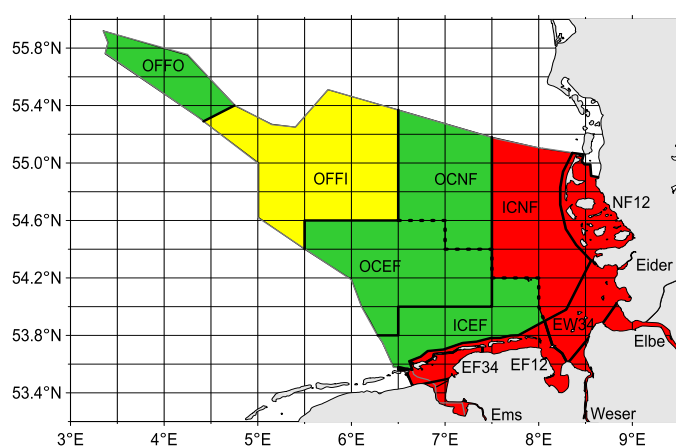 55.8°N
OFFO
55.4°N
55.0°N
OFFI
OCNF
ICNF
NF12
54.6°N
OCEF
Eider
54.2°N
ICEF
EW34
53.8°N
Elbe
EF34
EF12
53.4°N
Ems
Weser
3°E 4°E 5°E 6°E 7°E 8°E 9°E